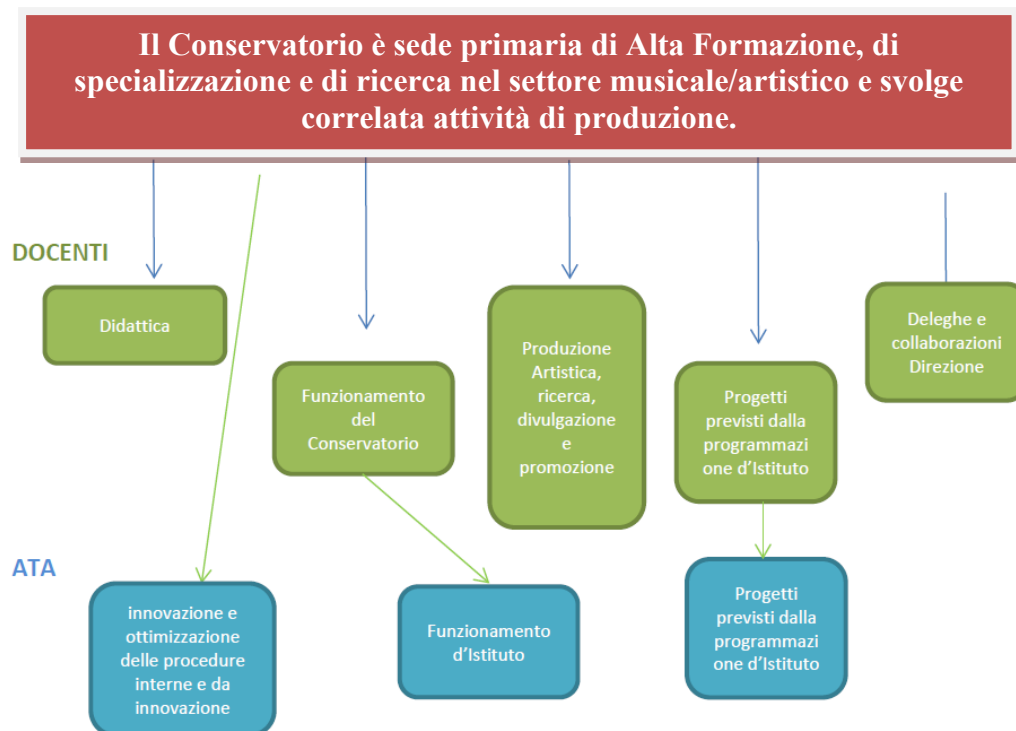 Il Conservatorio è sede primaria di Alta Formazione, di
specializzazione e di ricerca nel settore musicale/artistico e svolge
correlata attività di produzione.
DOCENTI
Didattica
Funzionamento
del
Conservatorio
Produzione
Artistica,
ricerca,
divulgazione
e
promozione
Progetti
previsti dalla
programmazi
one d’Istituto
Deleghe e
collaborazioni
Direzione
ATA
innovazione e
ottimizzazione
delle procedure
interne e da
innovazione
Funzionamento
d’Istituto
Progetti
previsti dalla
programmazi
one d’Istituto